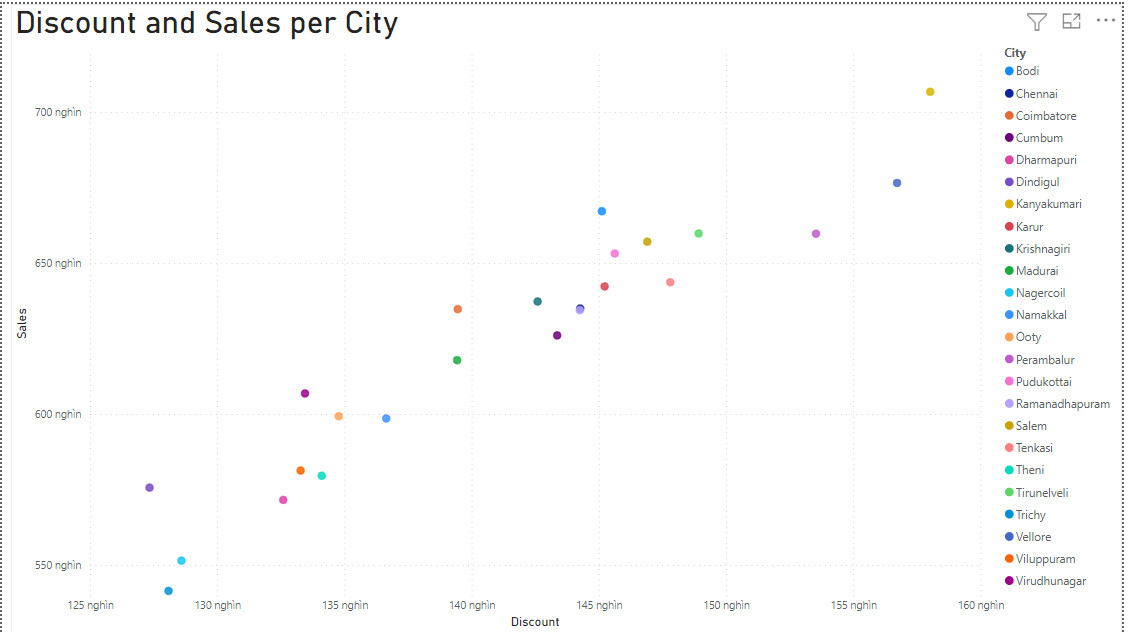 Discount and Sales per City
City
Bodi
Chennai
Coimbatore
Cumbum
Dharmapuri
Dindigul
Kanyakumari
Karur
Krishnagiri
Madurai
Nagercoil
Namakkal
Ooty
Perambalur
Pudukottai
Ramanadhapuram
Salem
Tenkasi
Theni
Tirunelveli
Trichy
Vellore
Viluppuram
Virudhunagar
700 nghìn
650 nghìn
600 nghìn
550 nghìn
Sales
125 nghìn 130 nghìn 135 nghìn 140 nghìn 145 nghìn 150 nghìn 155 nghìn 160 nghìn
Discount